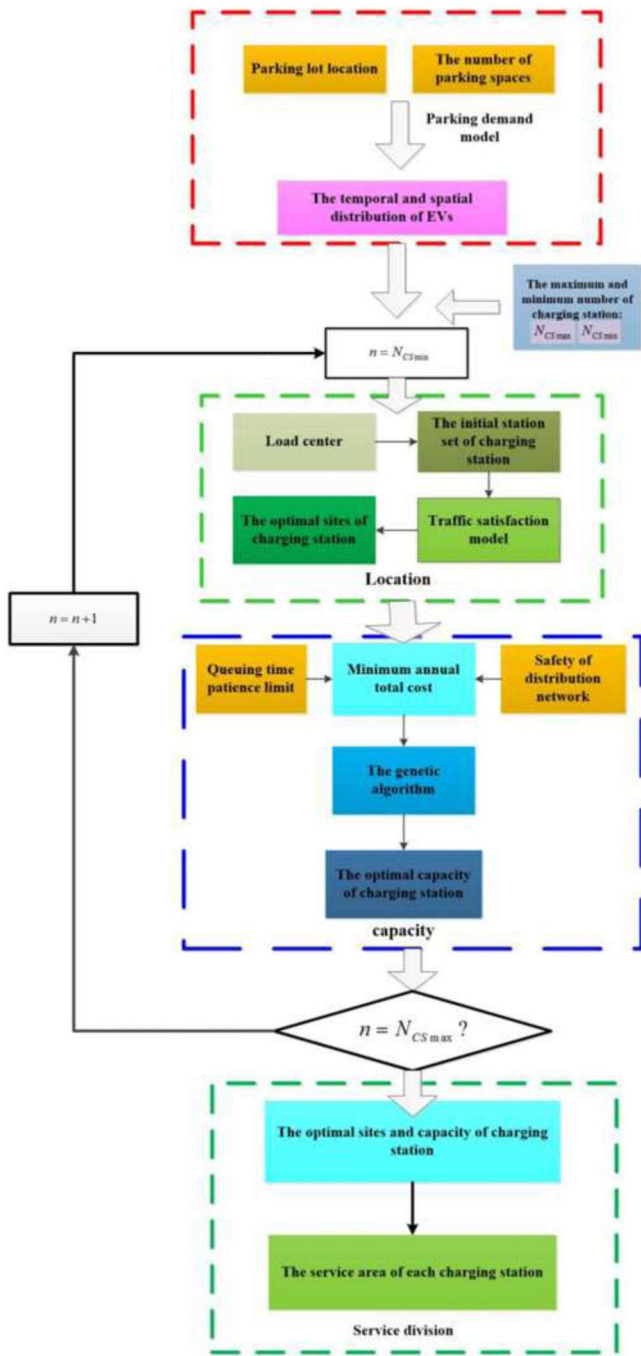 Parking lot location
The number of
parking spaces
Parking demand
model
The temporal and spatial
distribution of EVs
The maximum and
minimum number of
charging station:
N_CSmax N_CSmin
n = N_CSmin
Load center
The initial station
set of charging
station
The optimal sites of
charging station
Traffic satisfaction
model
Location
n = n+1
Queuing time
patience limit
Minimum annual
total cost
Safety of
distribution
network
The genetic
algorithm
The optimal capacity
of charging station
capacity
n = N_CSmax ?
The optimal sites and capacity of charging
station
The service area of each charging station
Service division